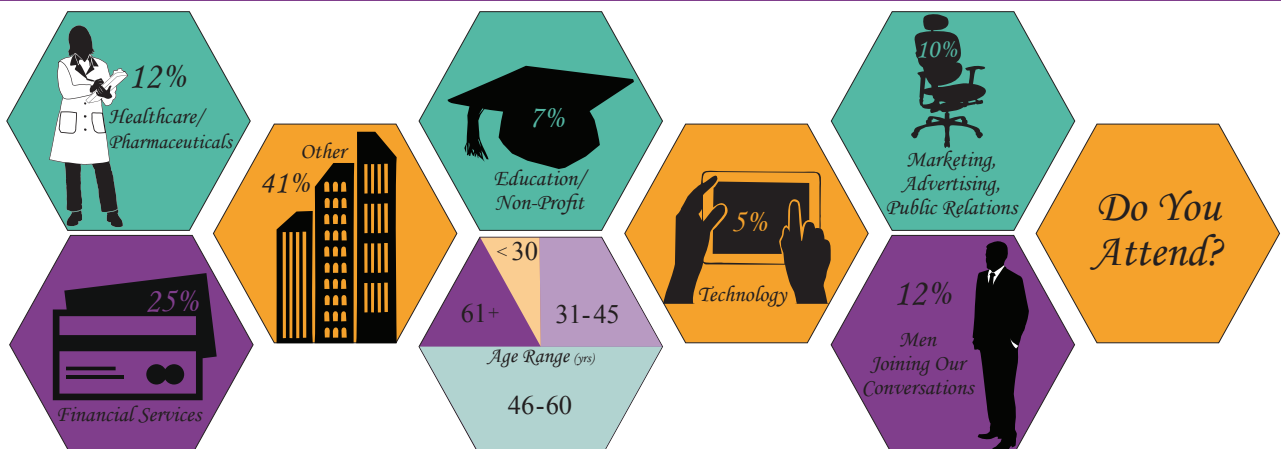 12%
Healthcare/
Pharmaceuticals
25%
Financial Services
Other
41%
7%
Education/
Non-Profit
<30
61+
31-45
Age Range (yrs)
46-60
5%
Technology
10%
Marketing,
Advertising,
Public Relations
12%
Men
Joining Our
Conversations
Do You
Attend?